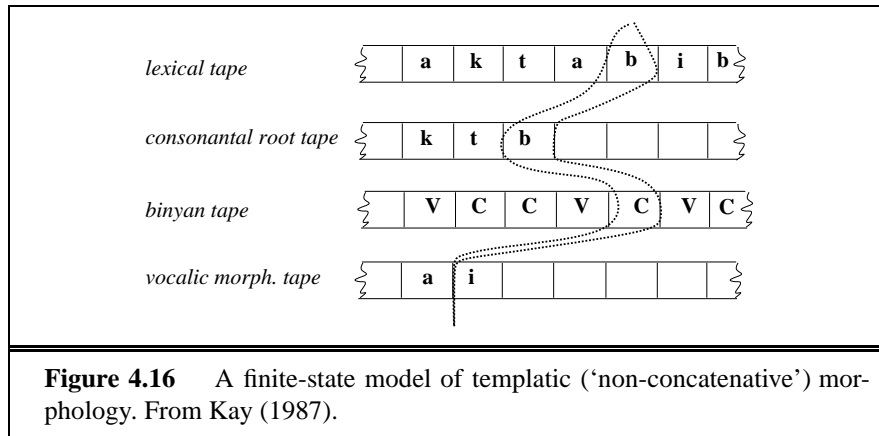 lexical tape a k t a b i b
consonantal root tape k t b
binyan tape V C C V C V C
vocalic morph. tape a i
Figure 4.16 A finite-state model of templatic (‘non-concatenative’) mor-
phology. From Kay (1987).